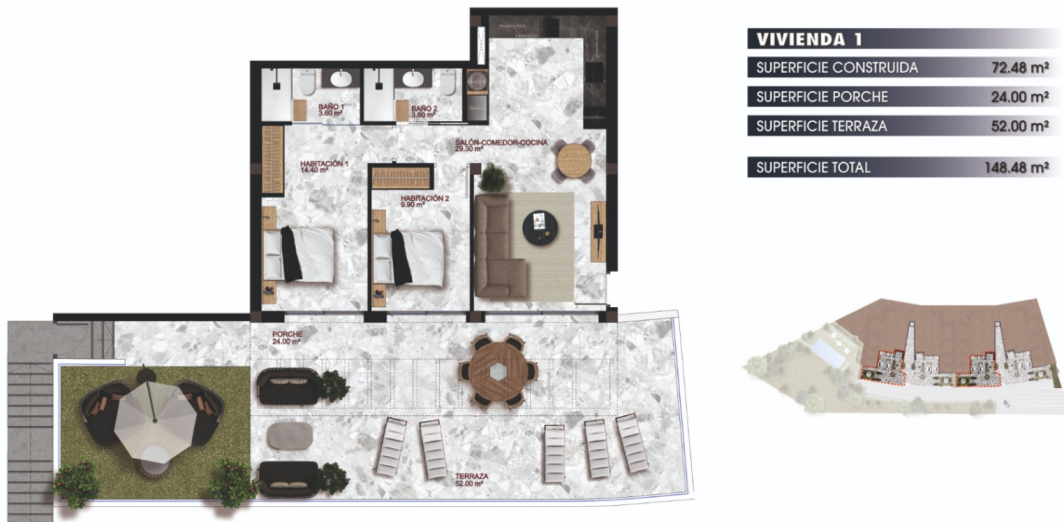 VIVIENDA 1
SUPERFICIE CONSTRUIDA 72.48 m²
SUPERFICIE PORCHE 24.00 m²
SUPERFICIE TERRAZA 52.00 m²
SUPERFICIE TOTAL 148.48 m²
BAÑO 1
3.60 m²
BAÑO 2
3.60 m²
SALÓN-COMEDOR-COCINA
29.30 m²
HABITACIÓN 1
14.40 m²
HABITACIÓN 2
9.90 m²
PORCHE
24.00 m²
TERRAZA
52.00 m²